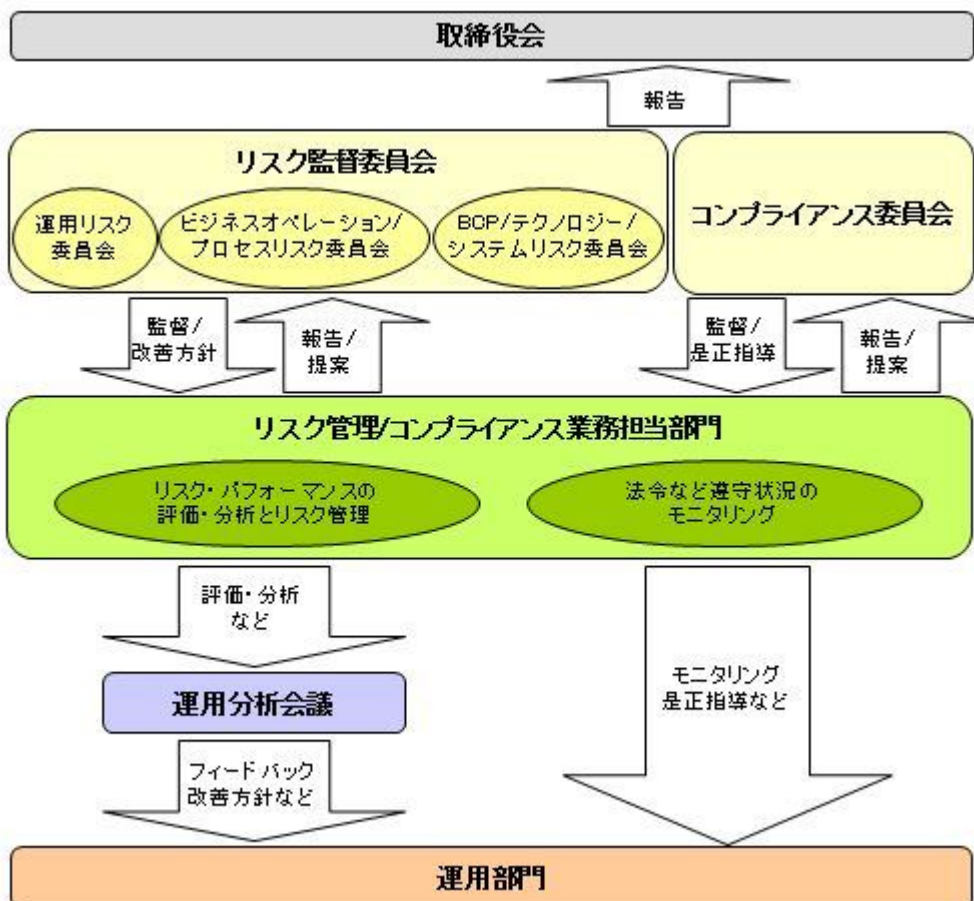 取締役会
報告
リスク監督委員会
運用リスク
委員会
ビジネスオペレーション/
プロセスリスク委員会
BCP/テクノロジー/
システムリスク委員会
コンプライアンス委員会
監督/
改善方針
報告/
提案
監督/
是正指導
報告/
提案
リスク管理/コンプライアンス業務担当部門
リスク・パフォーマンスの
評価・分析とリスク管理
法令など遵守状況の
モニタリング
評価・分析
など
運用分析会議
モニタリング
是正指導など
フィードバック
改善方針など
運用部門